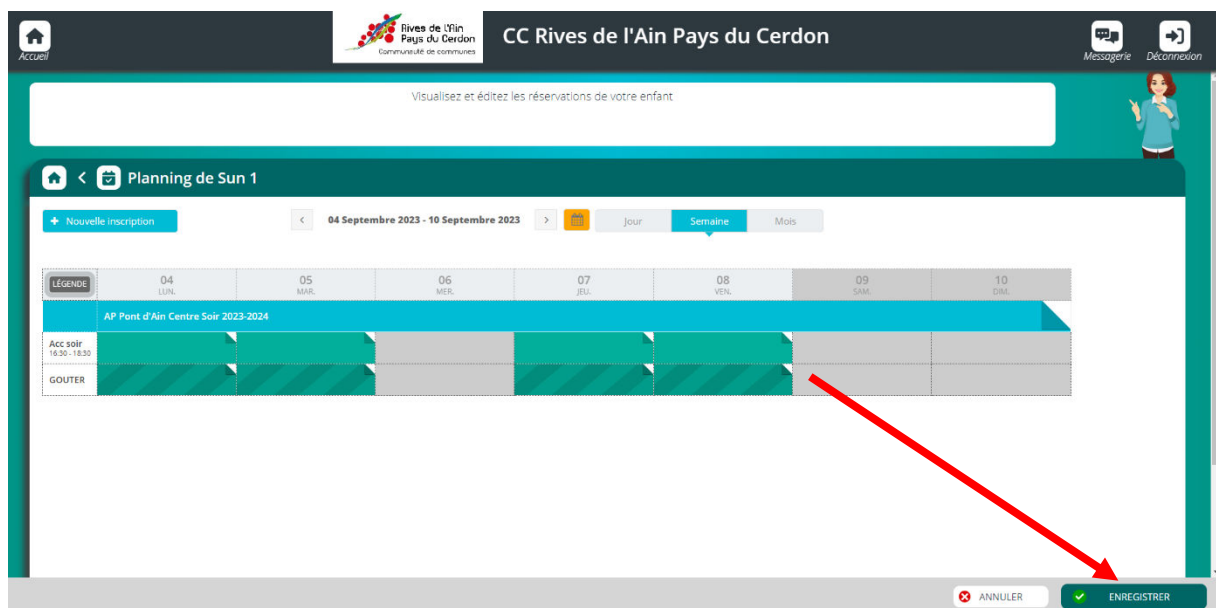 Rives de l'Ain
Pays du Cerdon
Communauté de communes
CC Rives de l'Ain Pays du Cerdon
Accueil
Messagerie
Déconnexion
Visualisez et éditez les réservations de votre enfant
< Planning de Sun 1
+ Nouvelle inscription
< 04 Septembre 2023 - 10 Septembre 2023 >
Jour
Semaine
Mois
LÉGENDE
04
LUN.
05
MAR.
06
MER.
07
JEU.
08
VEN.
09
SAM.
10
DIM.
AP Pont d'Ain Centre Soir 2023-2024
Acc soir
16:30 - 18:30
GOUTER
ANNULER
ENREGISTRER